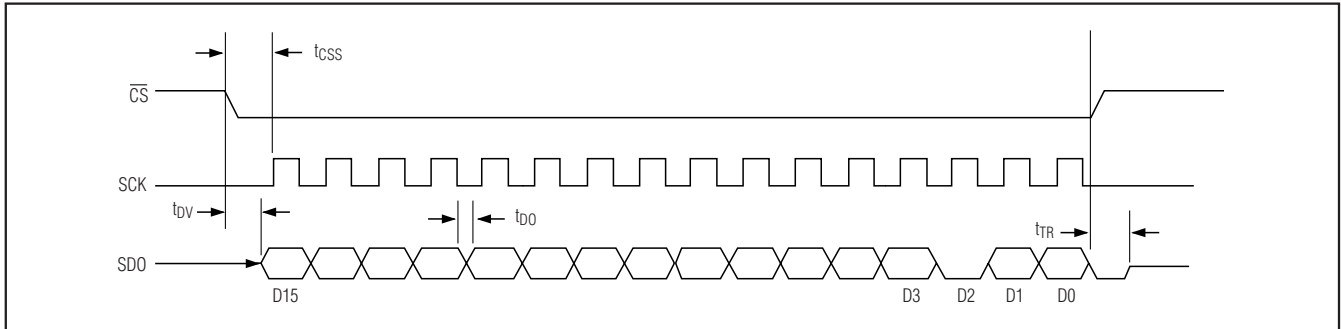 tCSS
CS
SCK
tDV
tDO
tTR
SDO
D15 D3 D2 D1 D0